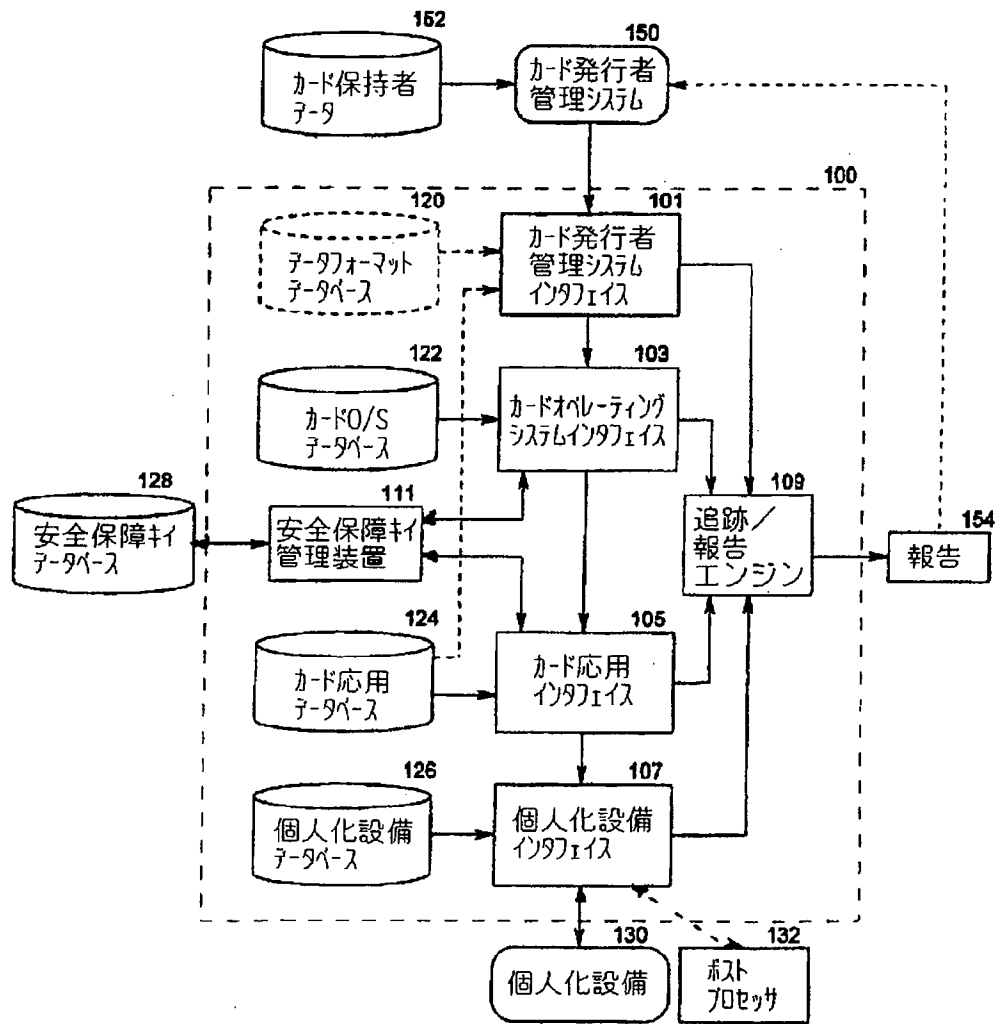 152
カード保持者
データ
150
カード発行者
管理システム
100
120
データフォーマット
データベース
101
カード発行者
管理システム
インタフェイス
122
カードO/S
データベース
103
カードオペレーティング
システムインタフェイス
128
安全保障キイ
データベース
111
安全保障キイ
管理装置
109
追跡/
報告
エンジン
154
報告
124
カード応用
データベース
105
カード応用
インタフェイス
126
個人化設備
データベース
107
個人化設備
インタフェイス
130
個人化設備
132
ポスト
プロセッサ